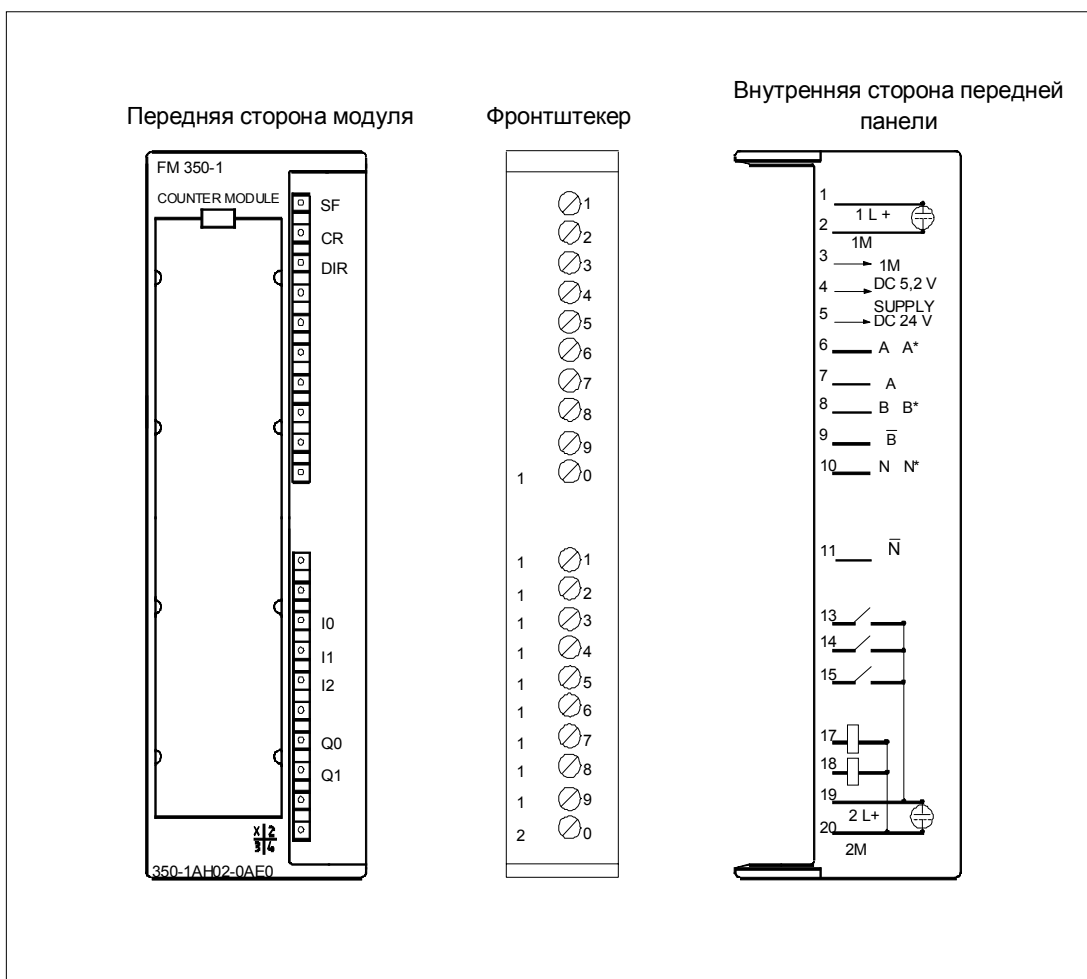 Передняя сторона модуля
Фронтштекер
Внутренняя сторона передней
панели
FM 350-1
COUNTER MODULE
SF
CR
DIR
I0
I1
I2
Q0
Q1
X 2
3 4
350-1AH02-0AE0
1
2
3
4
5
6
7
8
9
1 0
1 1
1 2
1 3
1 4
1 5
1 6
1 7
1 8
1 9
2 0
1
1 L +
2
1M
3 1M
4 DC 5,2 V
SUPPLY
5 DC 24 V
6 A A*
7 A
8 B B*
9 B̅
10 N N*
11 N̅
13
14
15
17
18
19
2 L+
20
2M